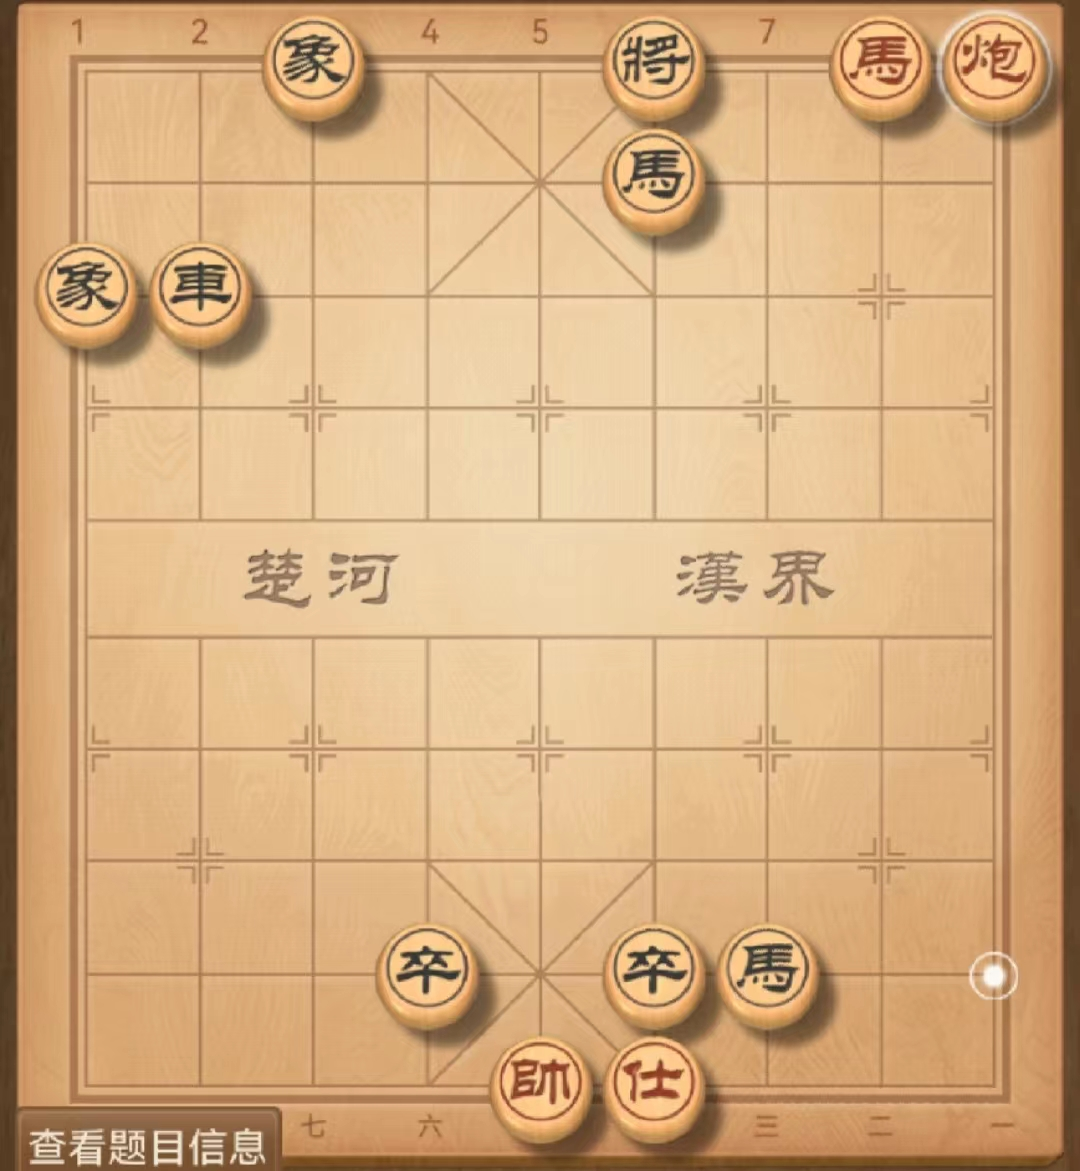 1 2 4 5 7
象 將 馬 炮
馬
象 車
楚河 漢界
卒 卒 馬
帥 仕
七 六 三 二 一
查看题目信息